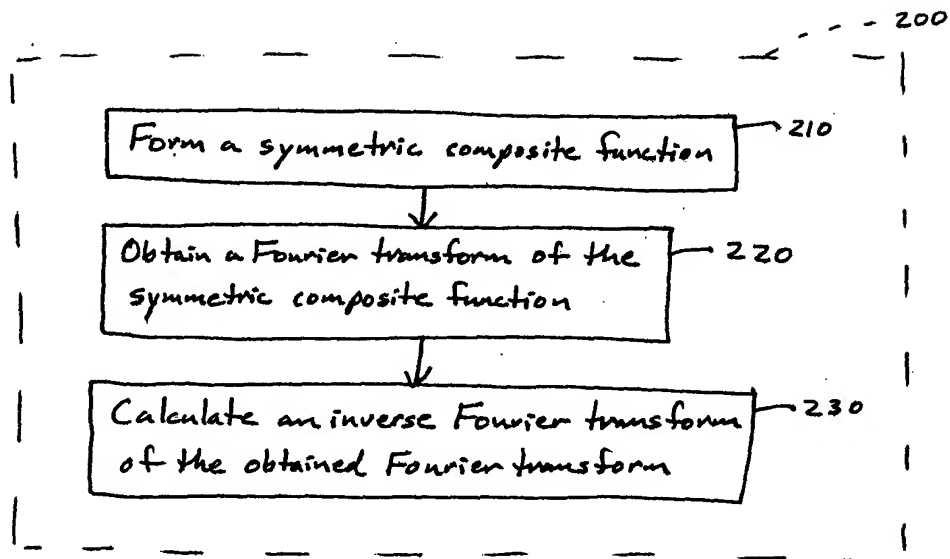 200
Form a symmetric composite function
210
Obtain a Fourier transform of the
symmetric composite function
220
Calculate an inverse Fourier transform
of the obtained Fourier transform
230